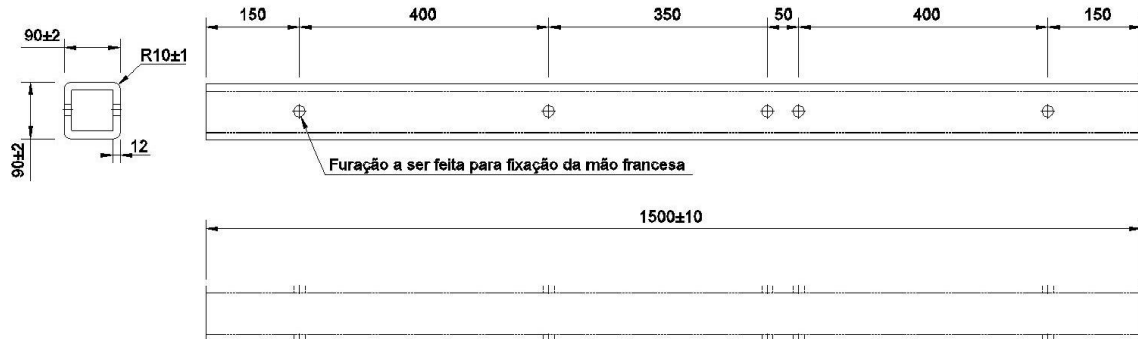 150 400 350 50 400 150
90±2
R10±1
90±2
12
Furação a ser feita para fixação da mão francesa
1500±10